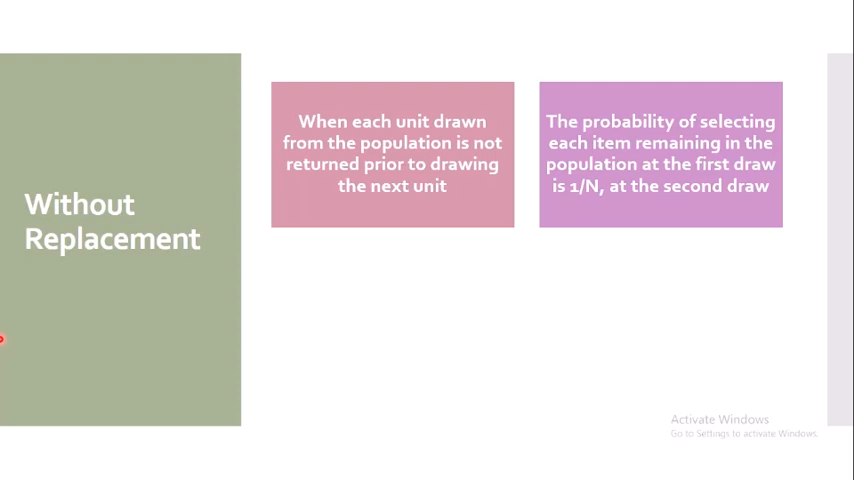 Without
Replacement
When each unit drawn
from the population is not
returned prior to drawing
the next unit
The probability of selecting
each item remaining in the
population at the first draw
is 1/N, at the second draw
Activate Windows
Go to Settings to activate Windows.